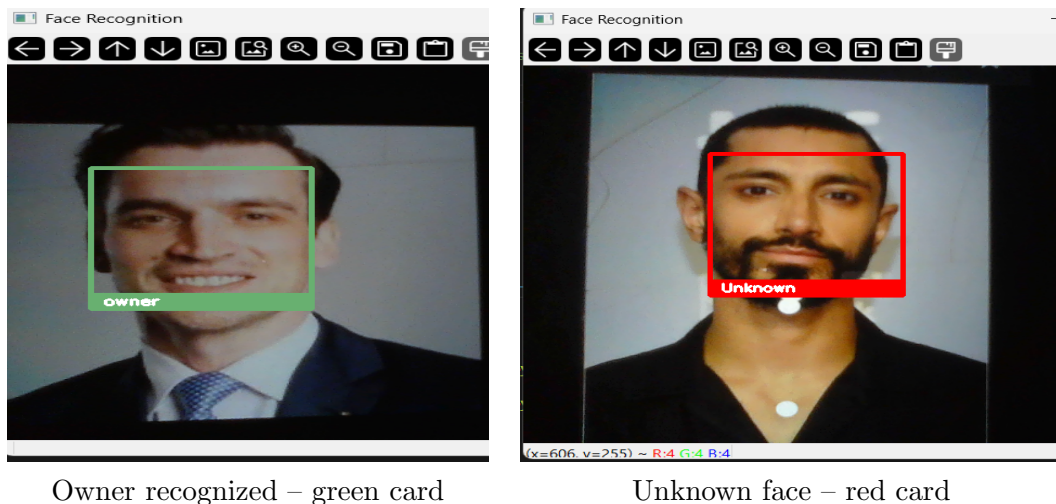 Face Recognition
owner
Owner recognized – green card
Face Recognition
Unknown
(x=606, y=255) ~ R:4 G:4 B:4
Unknown face – red card